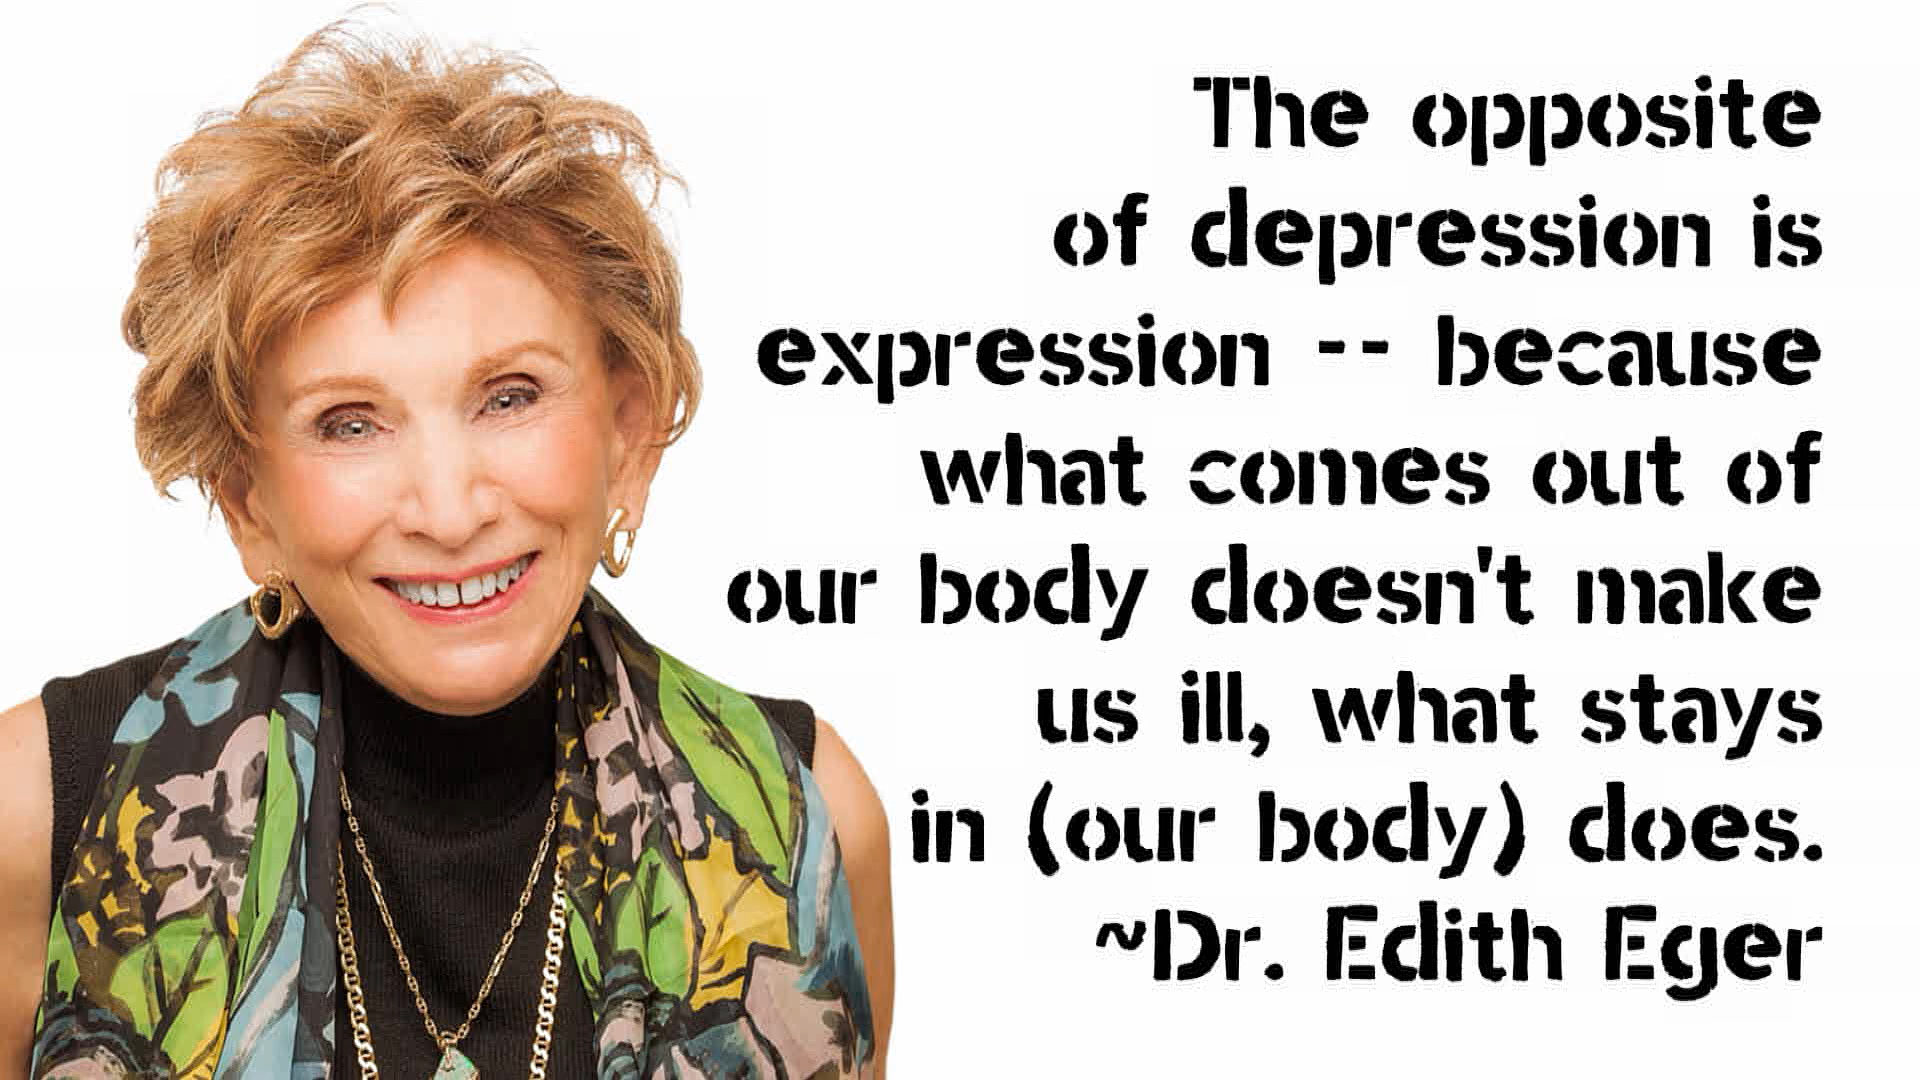 The opposite
of depression is
expression -- because
what comes out of
our body doesn't make
us ill, what stays
in (our body) does.
~Dr. Edith Eger